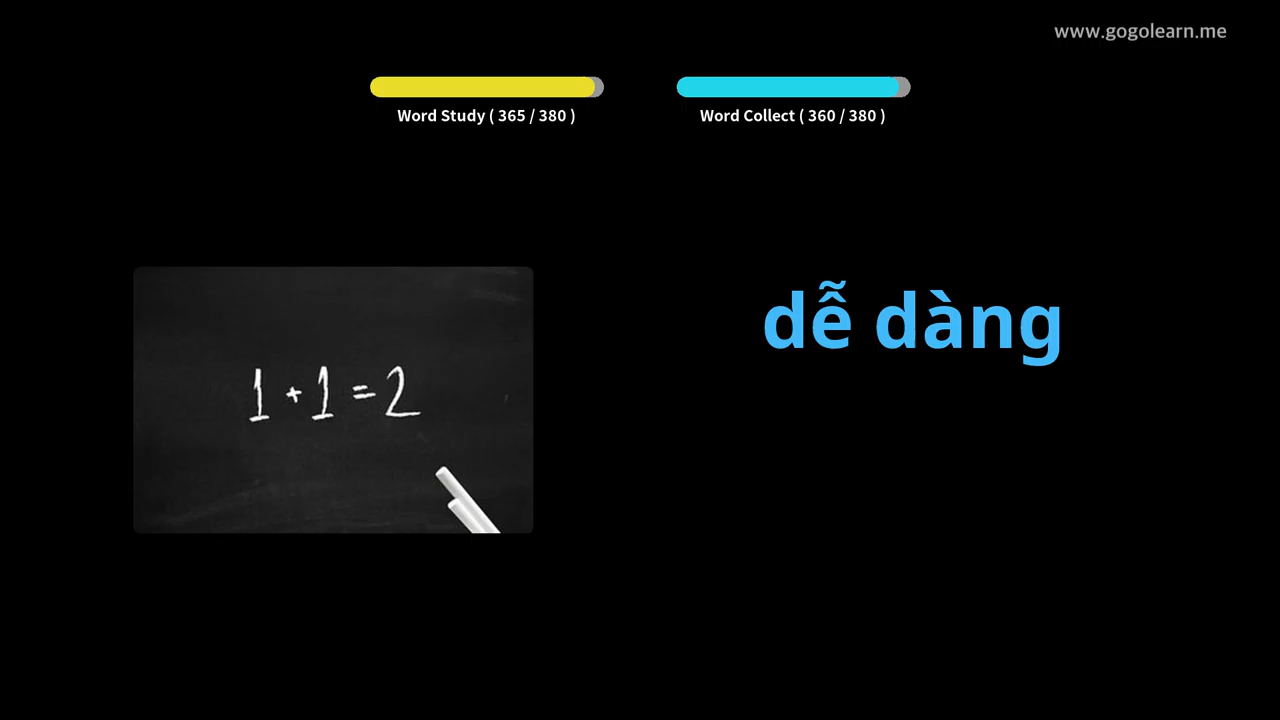 www.gogolearn.me
Word Study ( 365 / 380 )
Word Collect ( 360 / 380 )
dễ dàng
1 + 1 = 2